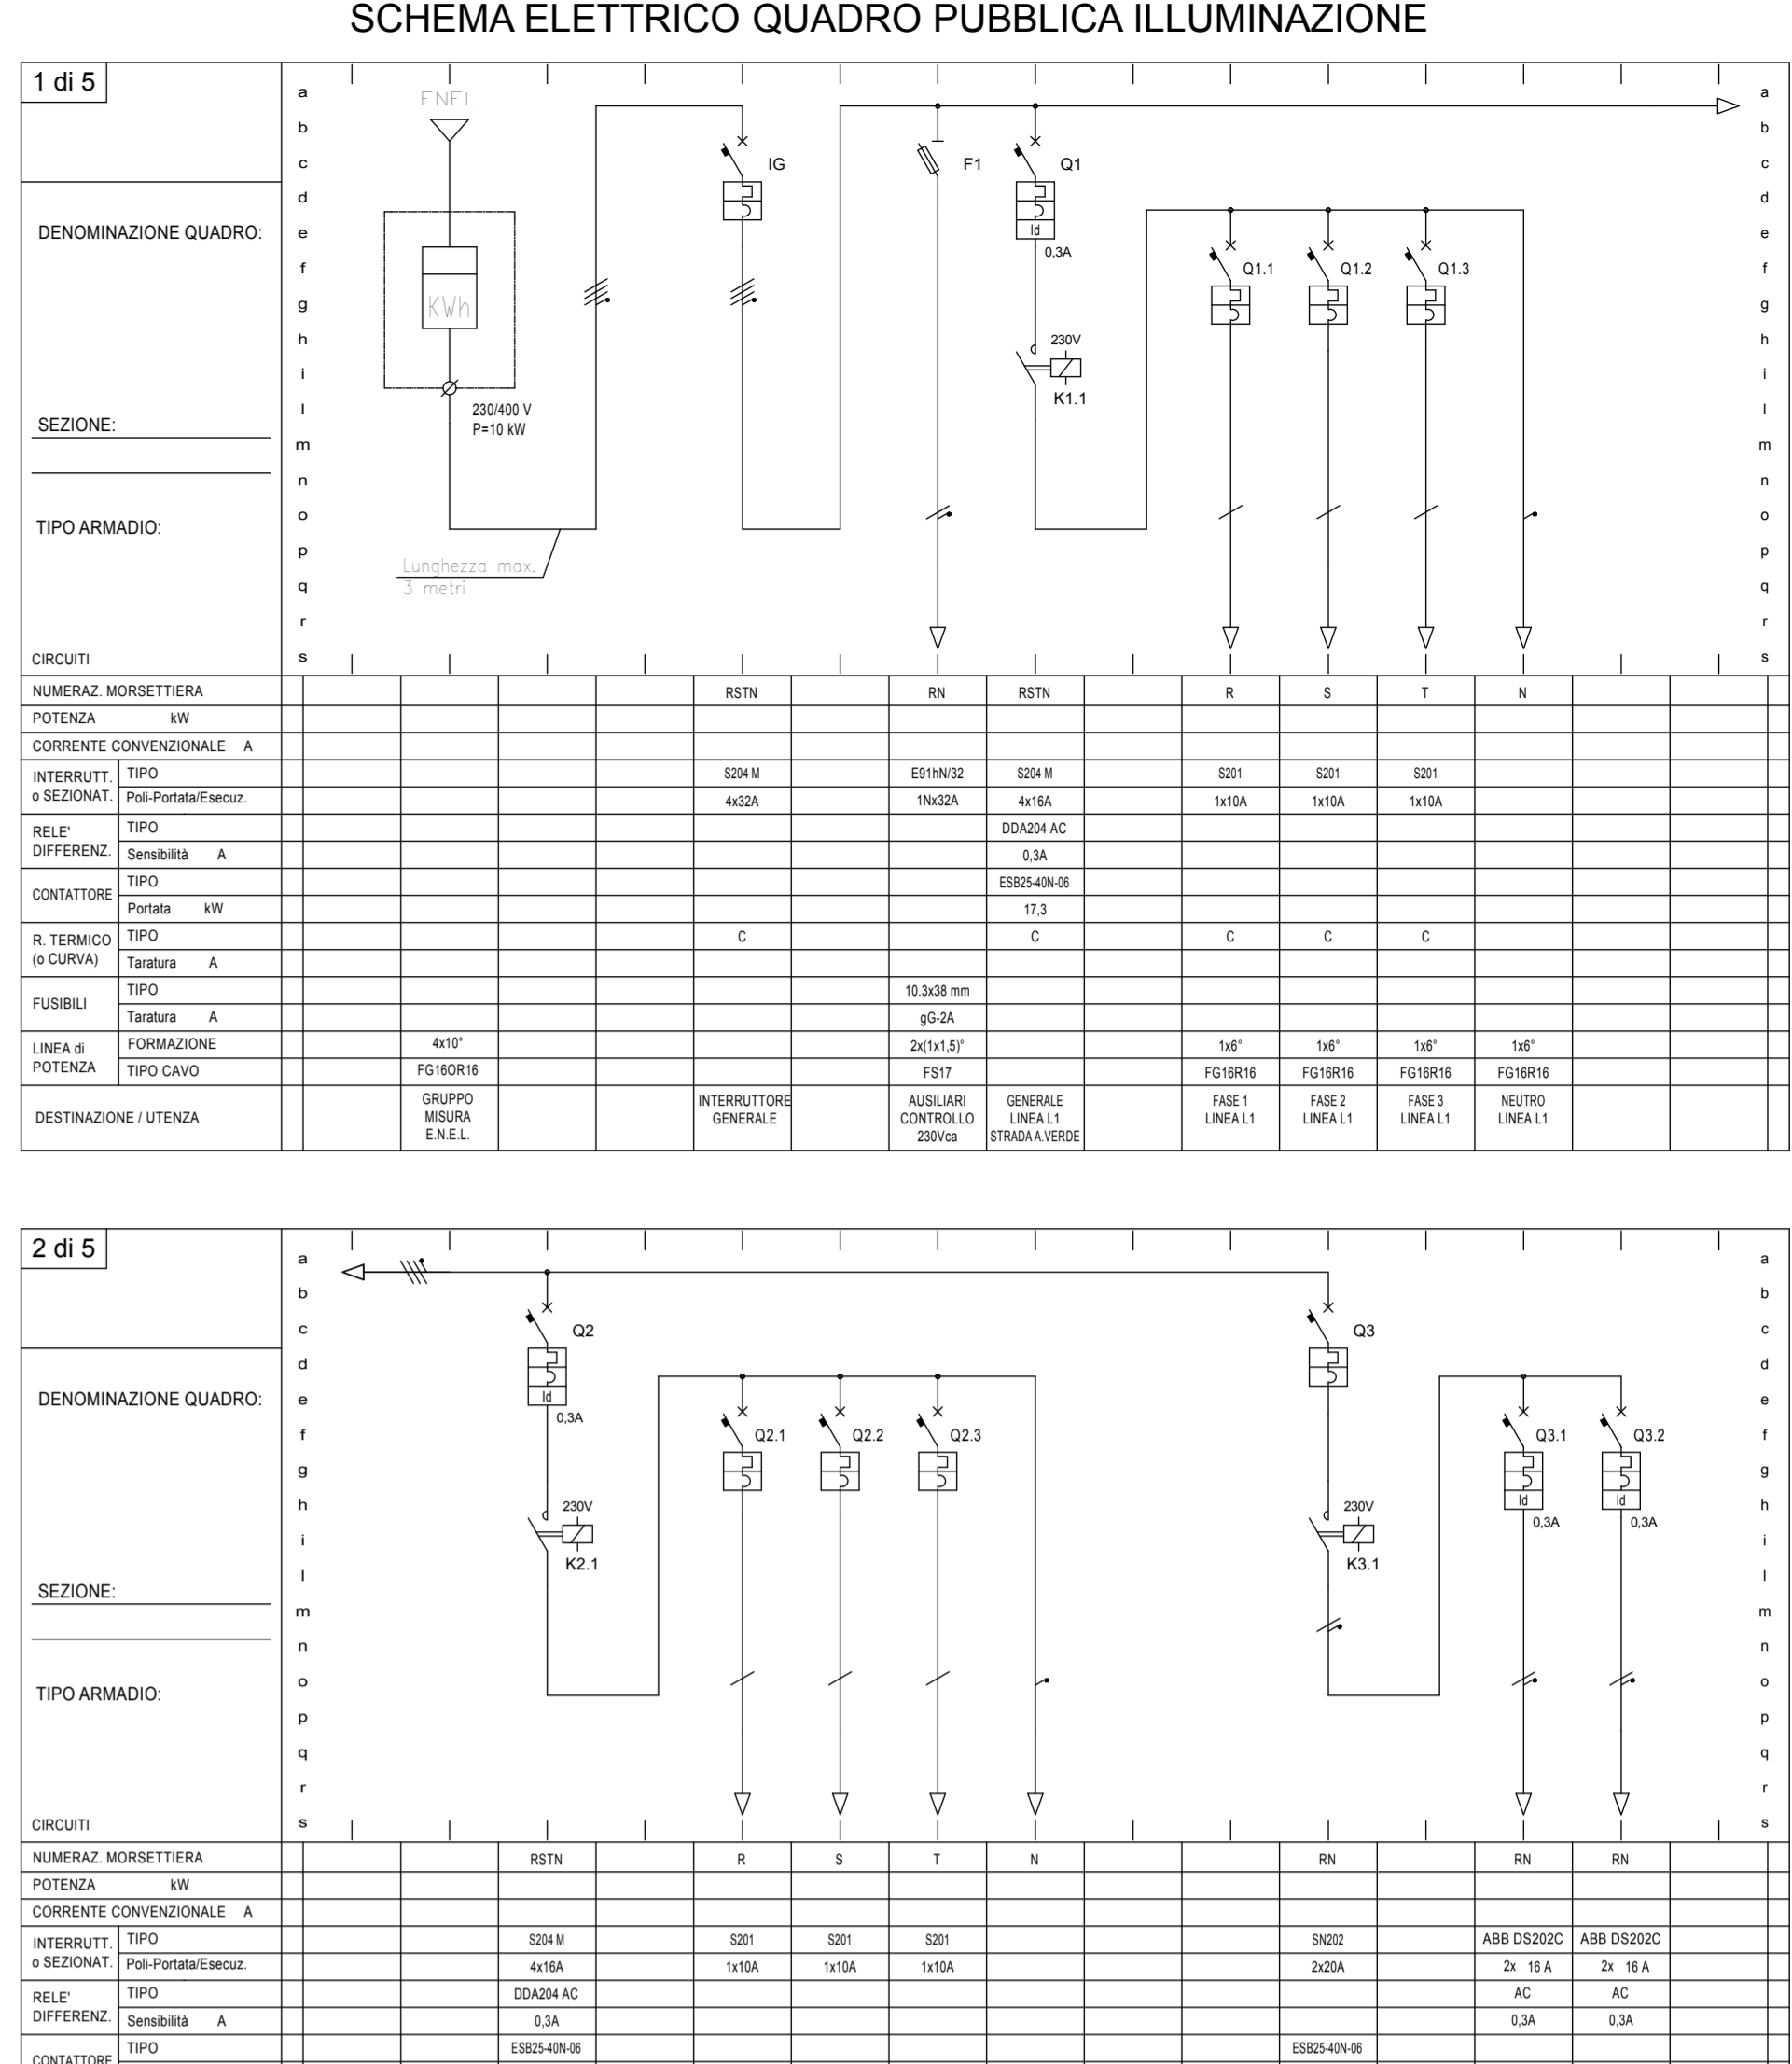 SCHEMA ELETTRICO QUADRO PUBBLICA ILLUMINAZIONE
1 di 5
DENOMINAZIONE QUADRO:
SEZIONE:
TIPO ARMADIO:
CIRCUITI
a a
b b
c c
d d
e e
f f
g g
h h
i i
l l
m m
n n
o o
p p
q q
r r
s s
ENEL
KWh
230/400 V
P=10 kW
Lunghezza max.
3 metri
IG
F1
Q1
Id
0,3A
230V
K1.1
Q1.1
Q1.2
Q1.3
NUMERAZ. MORSETTIERA RSTN RN RSTN R S T N
POTENZA kW
CORRENTE CONVENZIONALE A
INTERRUTT.
o SEZIONAT.
TIPO S204 M E91hN/32 S204 M S201 S201 S201
Poli-Portata/Esecuz. 4x32A 1Nx32A 4x16A 1x10A 1x10A 1x10A
RELE'
DIFFERENZ.
TIPO DDA204 AC
Sensibilità A 0,3A
CONTATTORE
TIPO ESB25-40N-06
Portata kW 17,3
R. TERMICO
(o CURVA)
TIPO C C C C C
Taratura A
FUSIBILI
TIPO 10.3x38 mm
Taratura A gG-2A
LINEA di
POTENZA
FORMAZIONE 4x10° 2x(1x1,5)° 1x6° 1x6° 1x6° 1x6°
TIPO CAVO FG16OR16 FS17 FG16R16 FG16R16 FG16R16 FG16R16
DESTINAZIONE / UTENZA
GRUPPO
MISURA
E.N.E.L.
INTERRUTTORE
GENERALE
AUSILIARI
CONTROLLO
230Vca
GENERALE
LINEA L1
STRADA A.VERDE
FASE 1
LINEA L1
FASE 2
LINEA L1
FASE 3
LINEA L1
NEUTRO
LINEA L1
2 di 5
DENOMINAZIONE QUADRO:
SEZIONE:
TIPO ARMADIO:
CIRCUITI
a a
b b
c c
d d
e e
f f
g g
h h
i i
l l
m m
n n
o o
p p
q q
r r
s s
Q2
Id
0,3A
230V
K2.1
Q2.1
Q2.2
Q2.3
Q3
230V
K3.1
Q3.1
Id
0,3A
Q3.2
Id
0,3A
NUMERAZ. MORSETTIERA RSTN R S T N RN RN RN
POTENZA kW
CORRENTE CONVENZIONALE A
INTERRUTT.
o SEZIONAT.
TIPO S204 M S201 S201 S201 SN202 ABB DS202C ABB DS202C
Poli-Portata/Esecuz. 4x16A 1x10A 1x10A 1x10A 2x20A 2x 16 A 2x 16 A
RELE'
DIFFERENZ.
TIPO DDA204 AC AC AC
Sensibilità A 0,3A 0,3A 0,3A
CONTATTORE
TIPO ESB25-40N-06 ESB25-40N-06